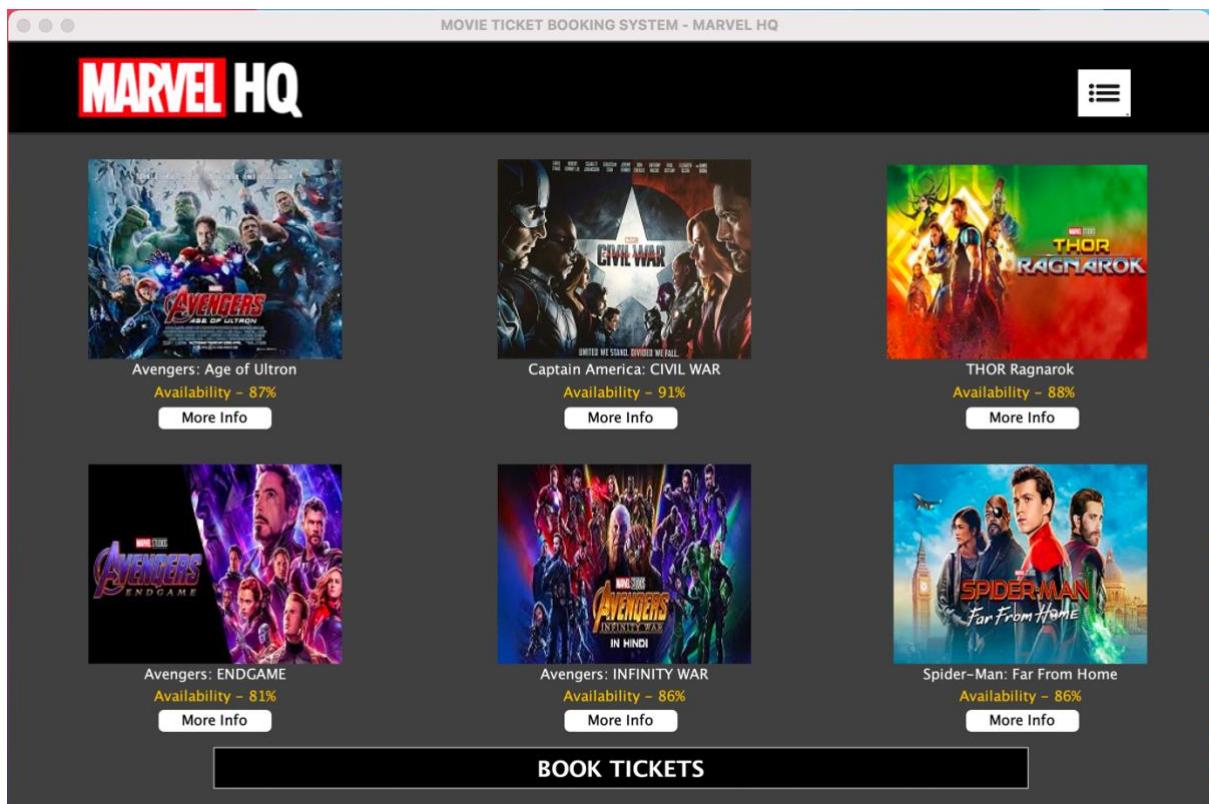 MOVIE TICKET BOOKING SYSTEM - MARVEL HQ
MARVEL HQ
AVENGERS
AGE OF ULTRON
Avengers: Age of Ultron
Availability - 87%
More Info
CIVIL WAR
UNITED WE STAND. DIVIDED WE FALL.
Captain America: CIVIL WAR
Availability - 91%
More Info
MARVEL STUDIOS
THOR
RAGNAROK
THOR Ragnarok
Availability - 88%
More Info
MARVEL STUDIOS
AVENGERS
ENDGAME
Avengers: ENDGAME
Availability - 81%
More Info
MARVEL STUDIOS
AVENGERS
INFINITY WAR
IN HINDI
Avengers: INFINITY WAR
Availability - 86%
More Info
SPIDER-MAN
Far From Home
Spider-Man: Far From Home
Availability - 86%
More Info
BOOK TICKETS